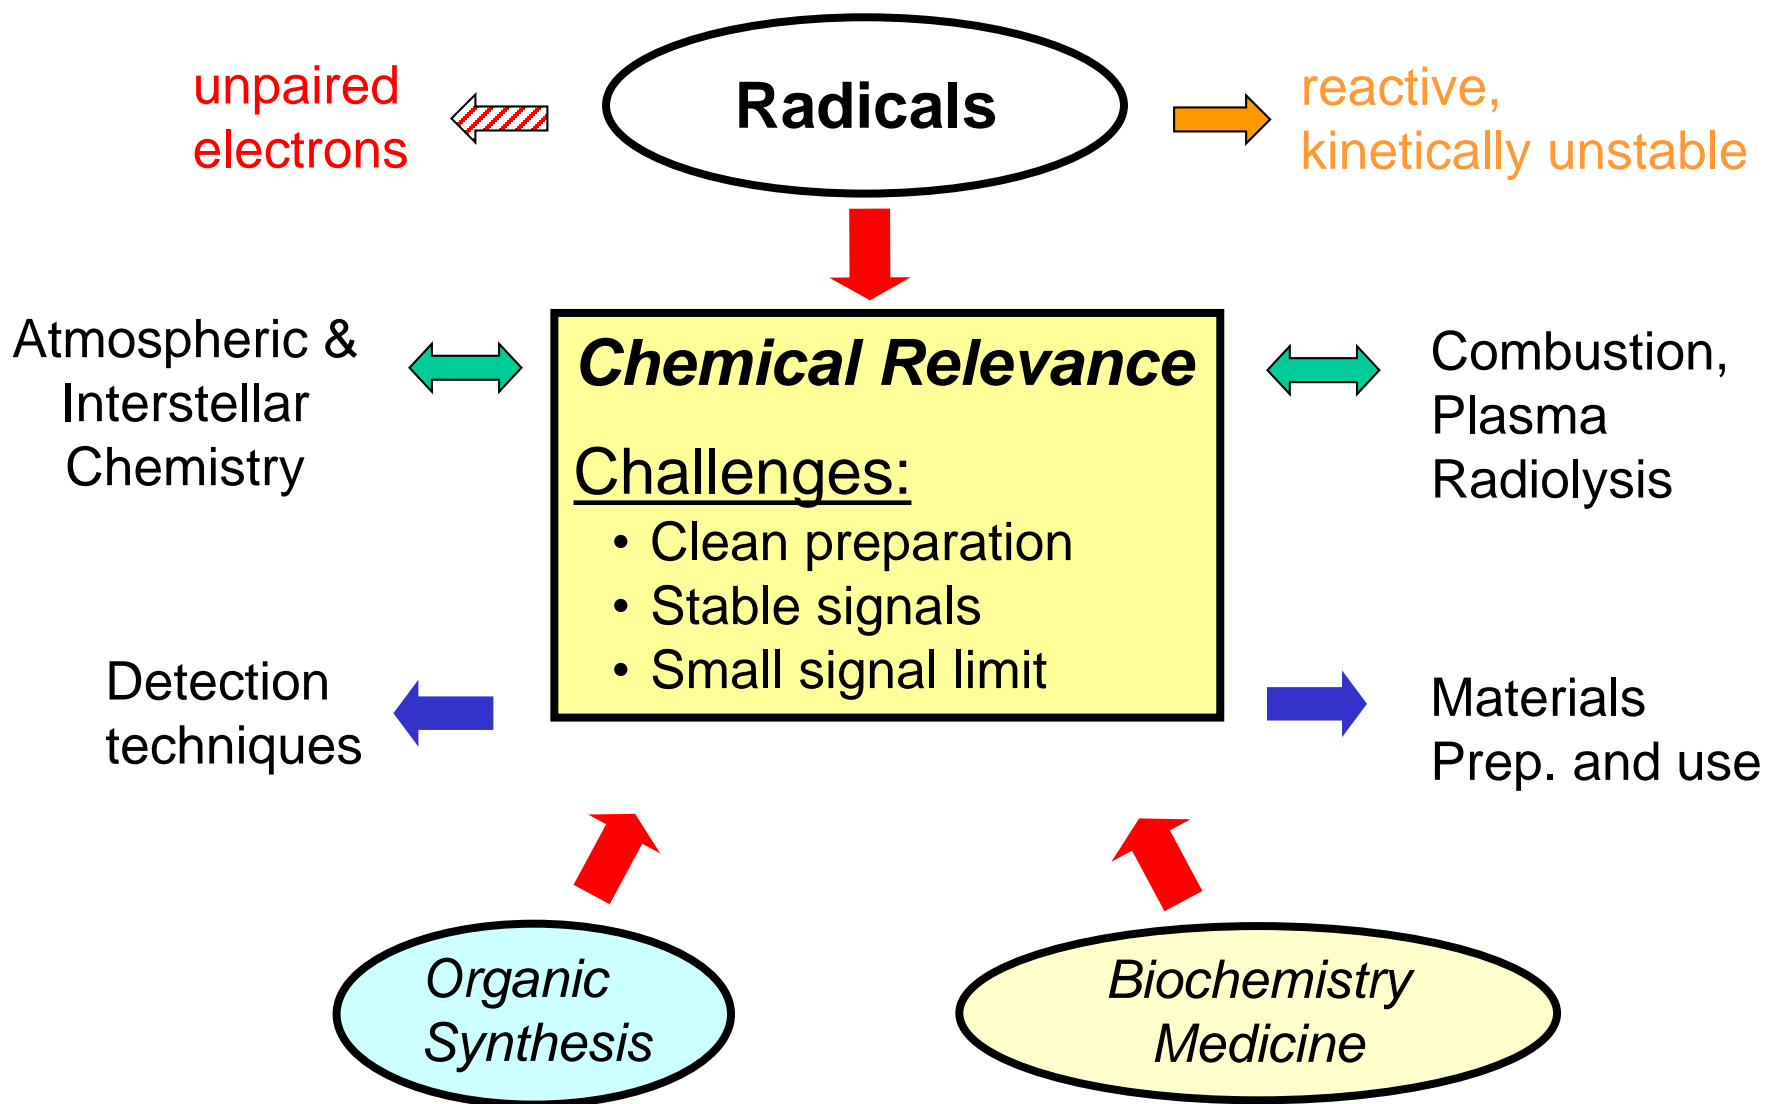 Radicals
unpaired
electrons
reactive,
kinetically unstable
Atmospheric &
Interstellar
Chemistry
Chemical Relevance
Challenges:
• Clean preparation
• Stable signals
• Small signal limit
Combustion,
Plasma
Radiolysis
Detection
techniques
Materials
Prep. and use
Organic
Synthesis
Biochemistry
Medicine